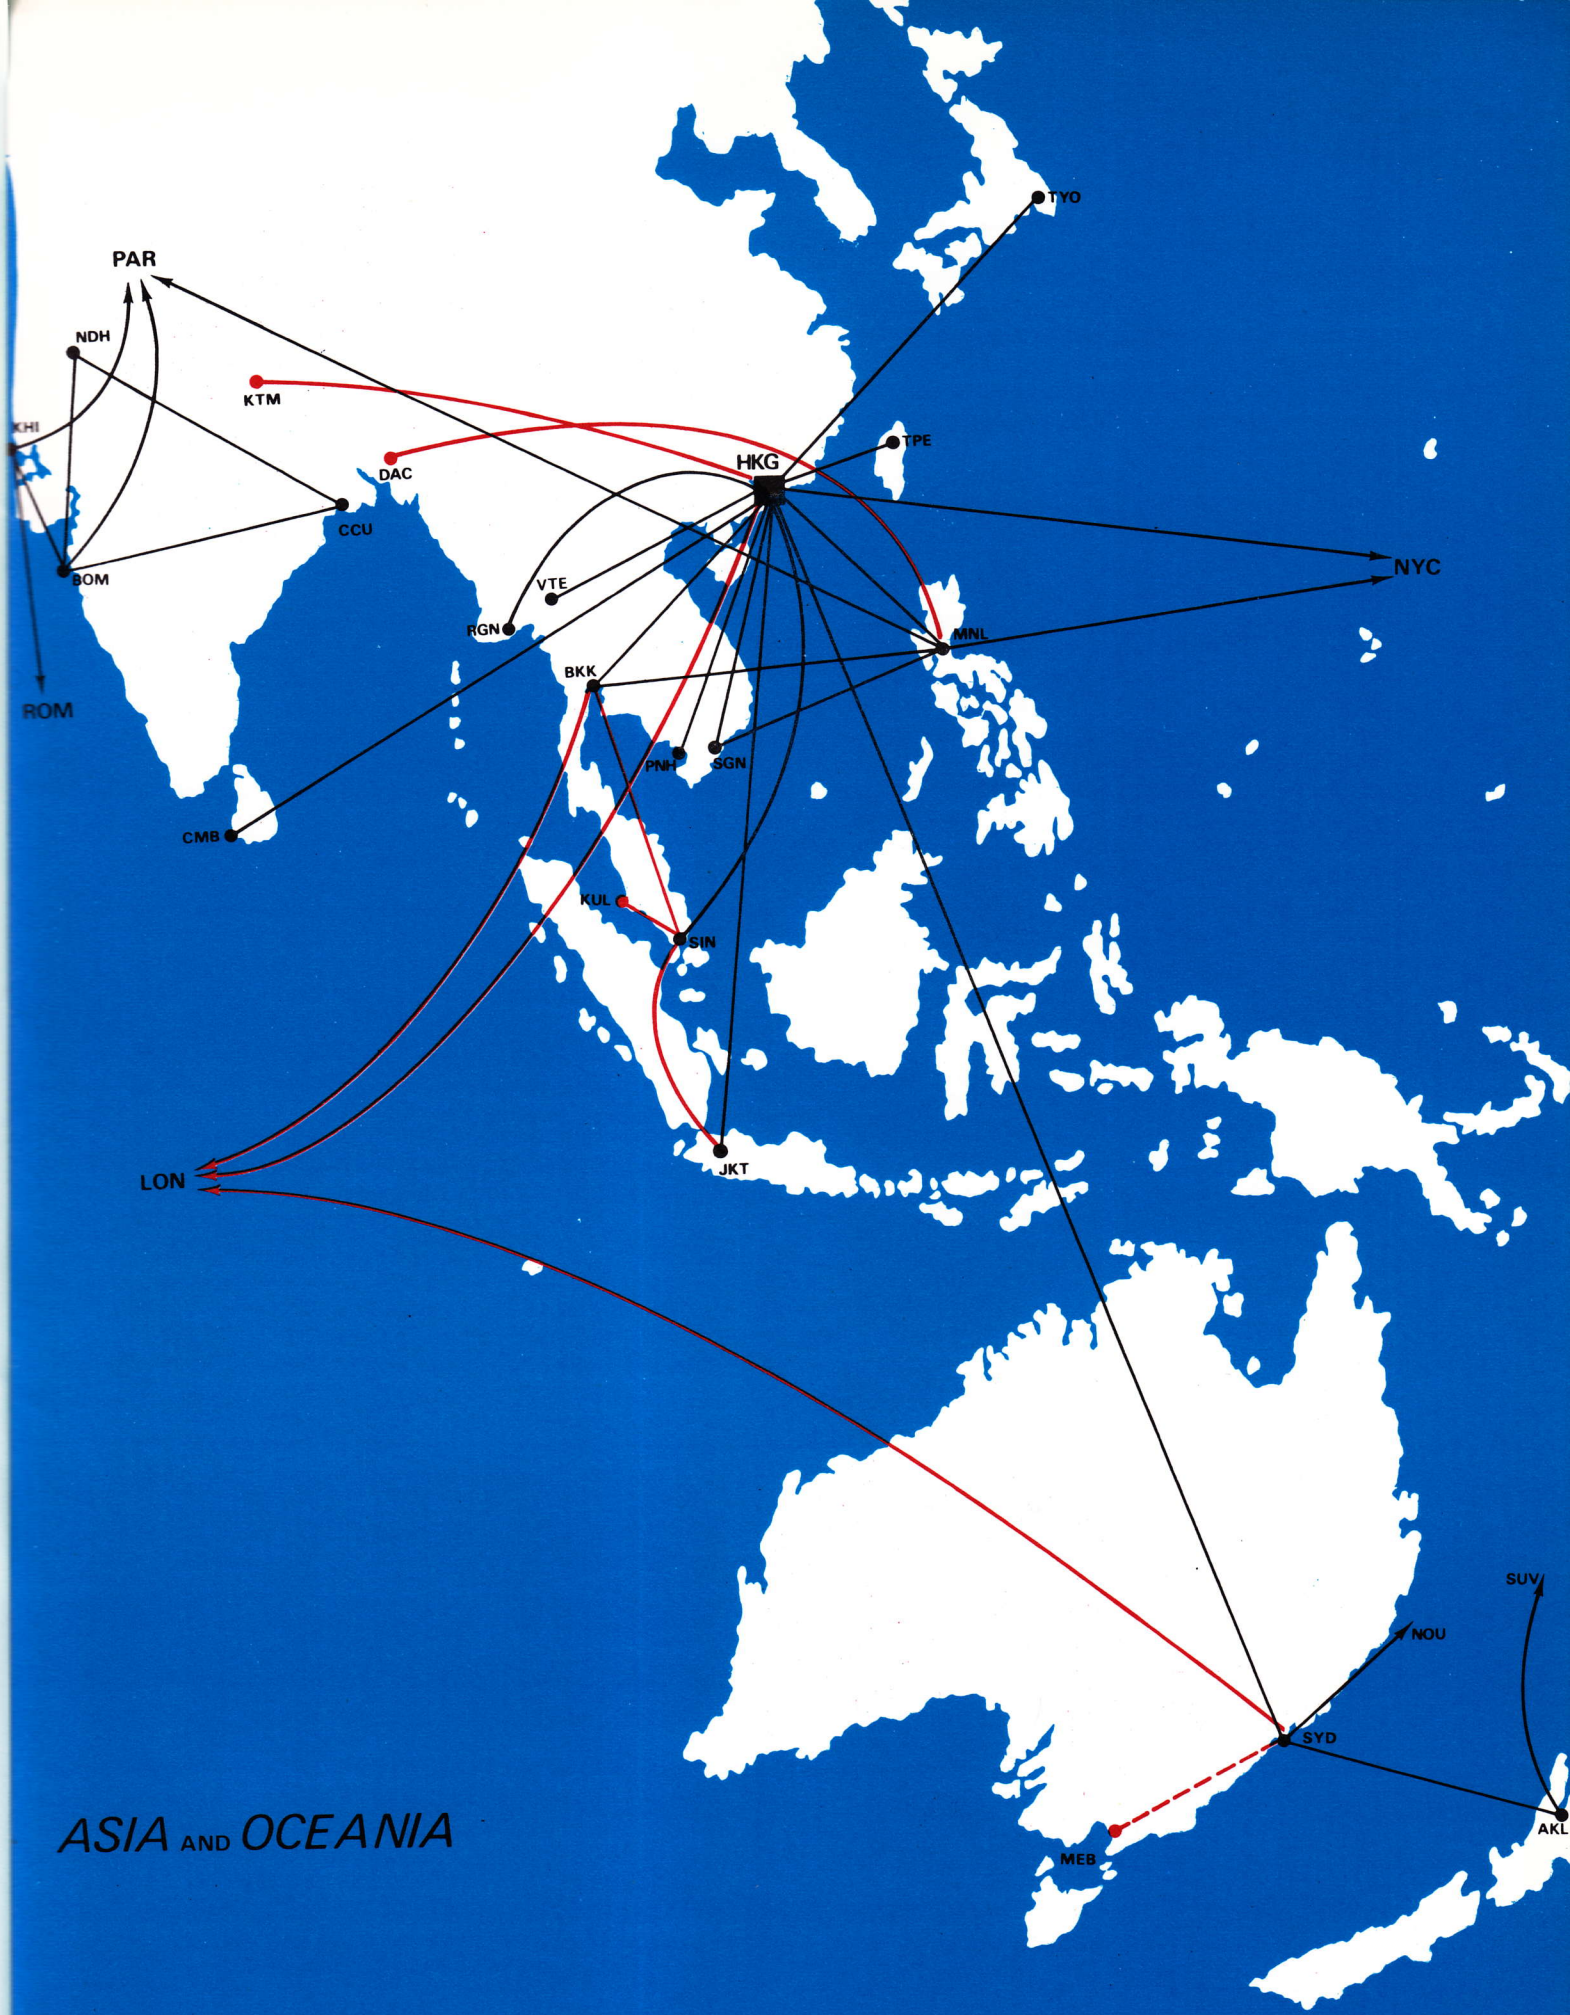 TYO
PAR
NDH
KTM
KHI
TPE
HKG
DAC
CCU
NYC
BOM
VTE
RGN
MNL
BKK
ROM
PNH
SGN
CMB
KUL
SIN
JKT
LON
SUV
NOU
SYD
AKL
MEB
ASIA AND OCEANIA